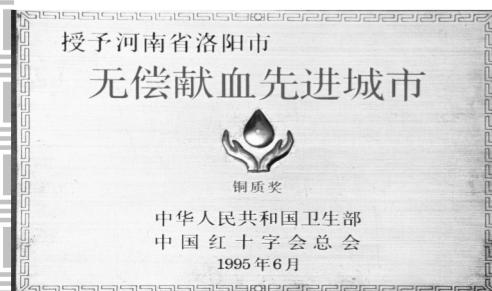 授予河南省洛阳市
无偿献血先进城市
铜质奖
中华人民共和国卫生部
中国红十字会总会
1995年6月